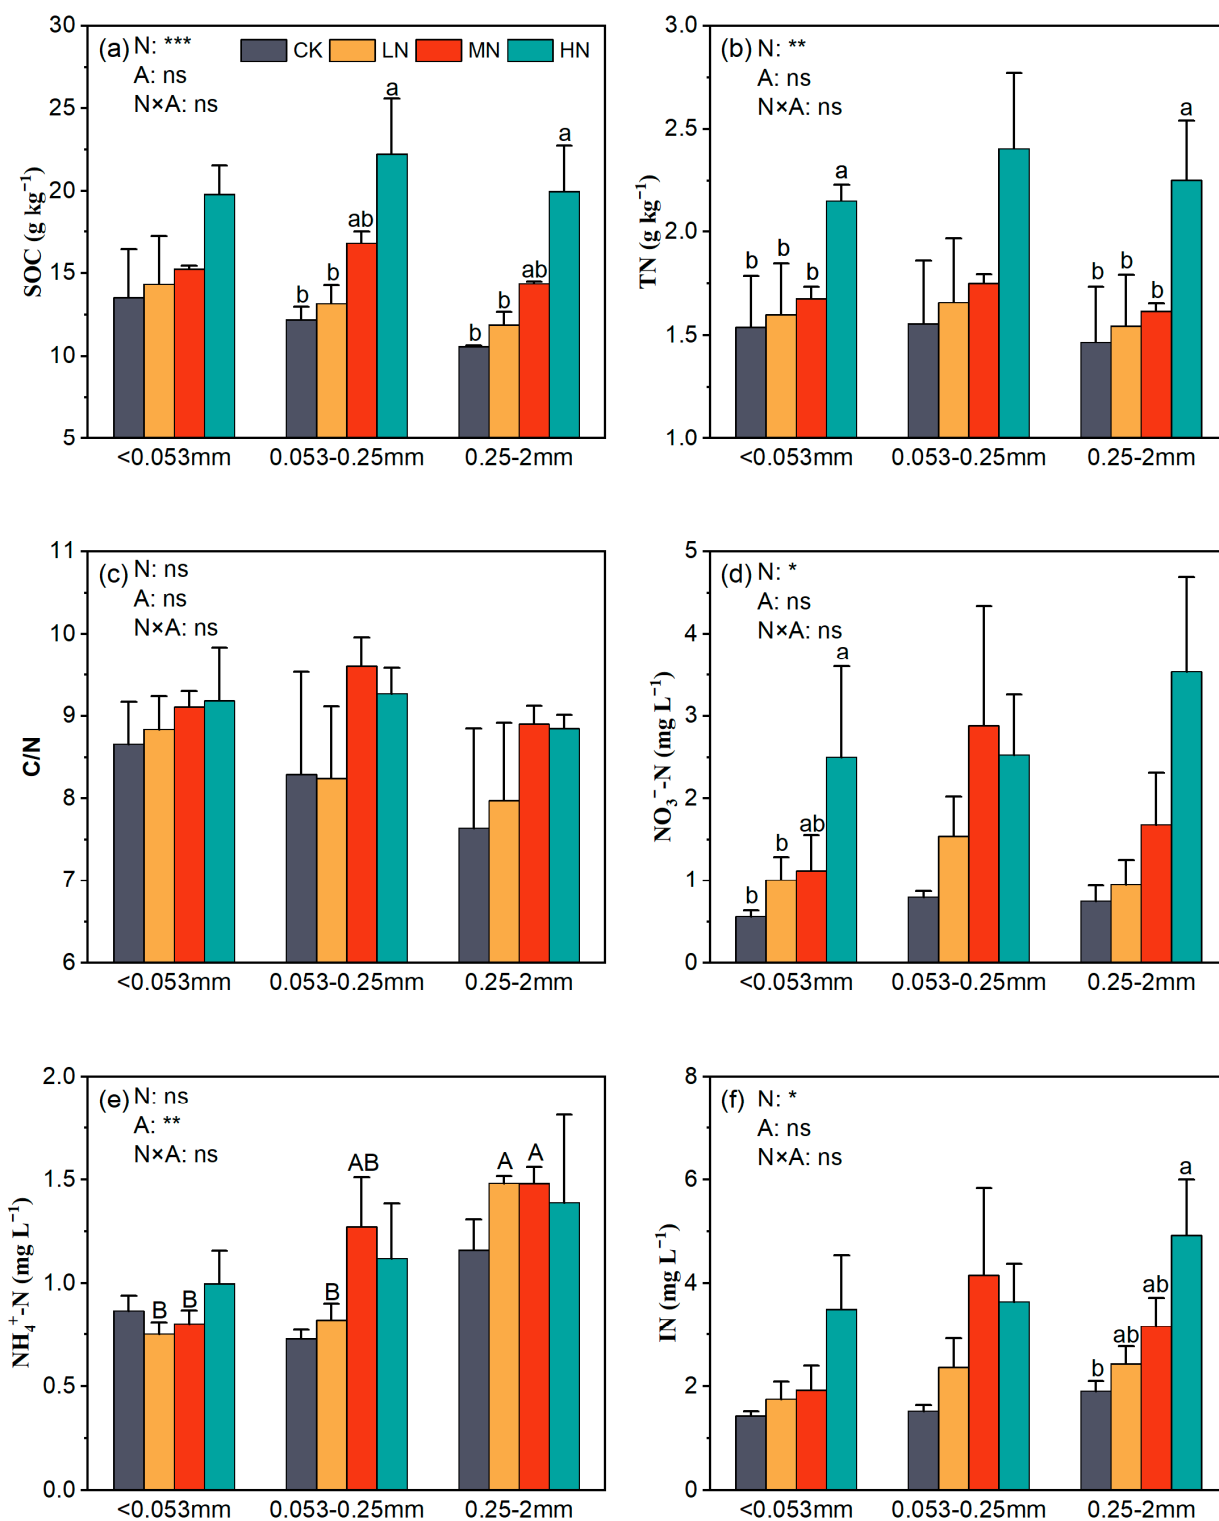 (a) N: ***
CK LN MN HN
A: ns
N×A: ns
30
25
20
15
10
5
SOC (g kg⁻¹)
b b ab a
b b ab a
<0.053mm 0.053-0.25mm 0.25-2mm
(b) N: **
A: ns
N×A: ns
3.0
2.5
2.0
1.5
1.0
TN (g kg⁻¹)
b b b a
b b b a
<0.053mm 0.053-0.25mm 0.25-2mm
(c) N: ns
A: ns
N×A: ns
11
10
9
8
7
6
C/N
<0.053mm 0.053-0.25mm 0.25-2mm
(d) N: *
A: ns
N×A: ns
5
4
3
2
1
0
NO₃⁻-N (mg L⁻¹)
b b ab a
<0.053mm 0.053-0.25mm 0.25-2mm
(e) N: ns
A: **
N×A: ns
2.0
1.5
1.0
0.5
0.0
NH₄⁺-N (mg L⁻¹)
B B
B AB
A A
<0.053mm 0.053-0.25mm 0.25-2mm
(f) N: *
A: ns
N×A: ns
8
6
4
2
0
IN (mg L⁻¹)
b ab ab a
<0.053mm 0.053-0.25mm 0.25-2mm